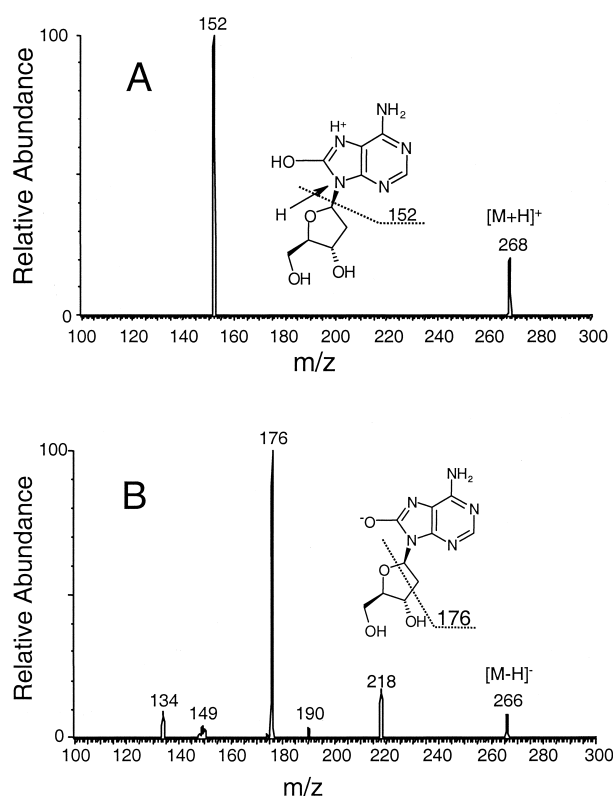 152
100
A
Relative Abundance
NH₂
H⁺
N
N
HO
N
N
H
152
O
[M+H]⁺
268
OH
OH
0
100 120 140 160 180 200 220 240 260 280 300
m/z
176
100
B
Relative Abundance
NH₂
N
N
⁻O
N
N
O
OH
176
OH
[M-H]⁻
134
149
190
218
266
0
100 120 140 160 180 200 220 240 260 280 300
m/z